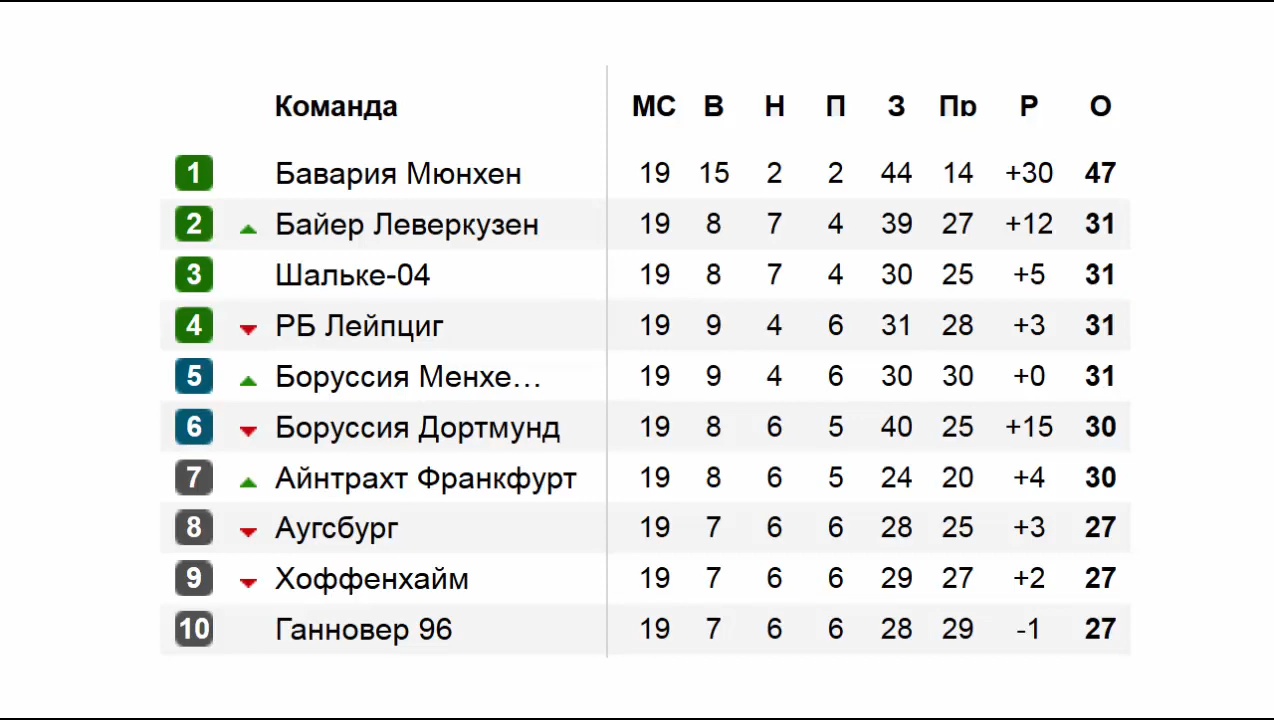 Команда МС В Н П З Пр Р О
1 Бавария Мюнхен 19 15 2 2 44 14 +30 47
2 Байер Леверкузен 19 8 7 4 39 27 +12 31
3 Шальке-04 19 8 7 4 30 25 +5 31
4 РБ Лейпциг 19 9 4 6 31 28 +3 31
5 Боруссия Менхе... 19 9 4 6 30 30 +0 31
6 Боруссия Дортмунд 19 8 6 5 40 25 +15 30
7 Айнтрахт Франкфурт 19 8 6 5 24 20 +4 30
8 Аугсбург 19 7 6 6 28 25 +3 27
9 Хоффенхайм 19 7 6 6 29 27 +2 27
10 Ганновер 96 19 7 6 6 28 29 -1 27